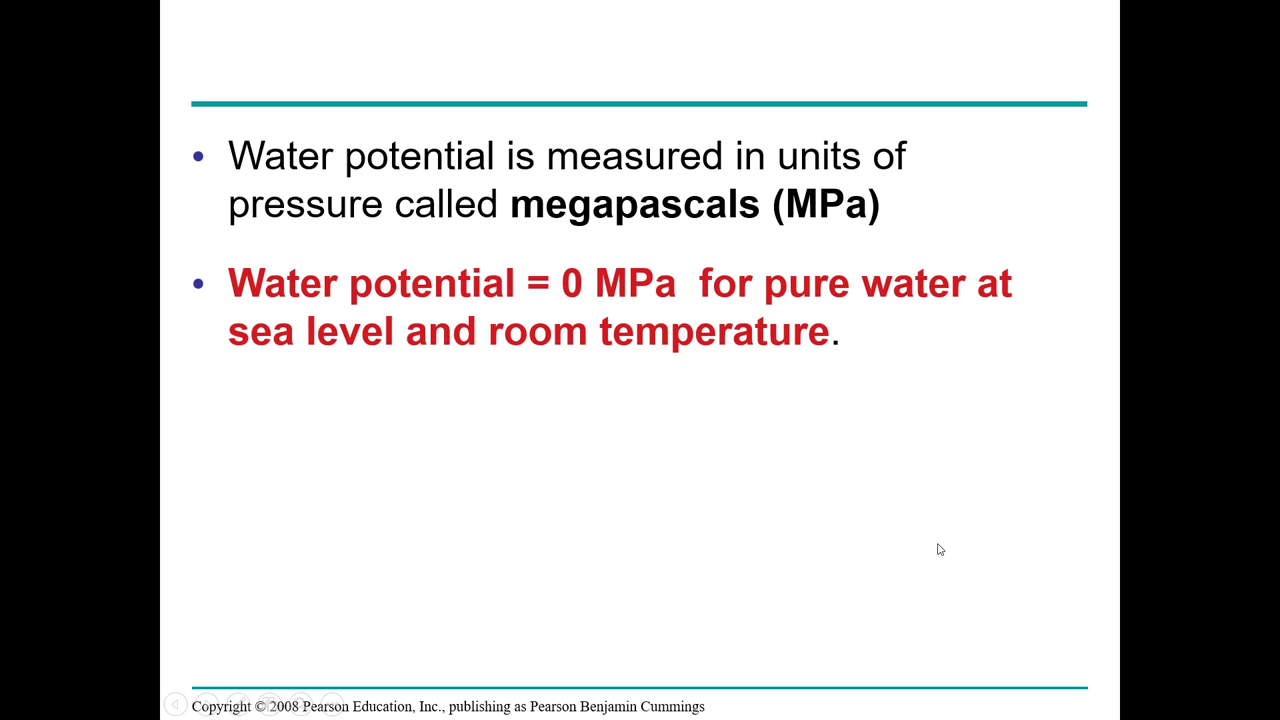 • Water potential is measured in units of
pressure called megapascals (MPa)
• Water potential = 0 MPa  for pure water at
sea level and room temperature.
Copyright © 2008 Pearson Education, Inc., publishing as Pearson Benjamin Cummings